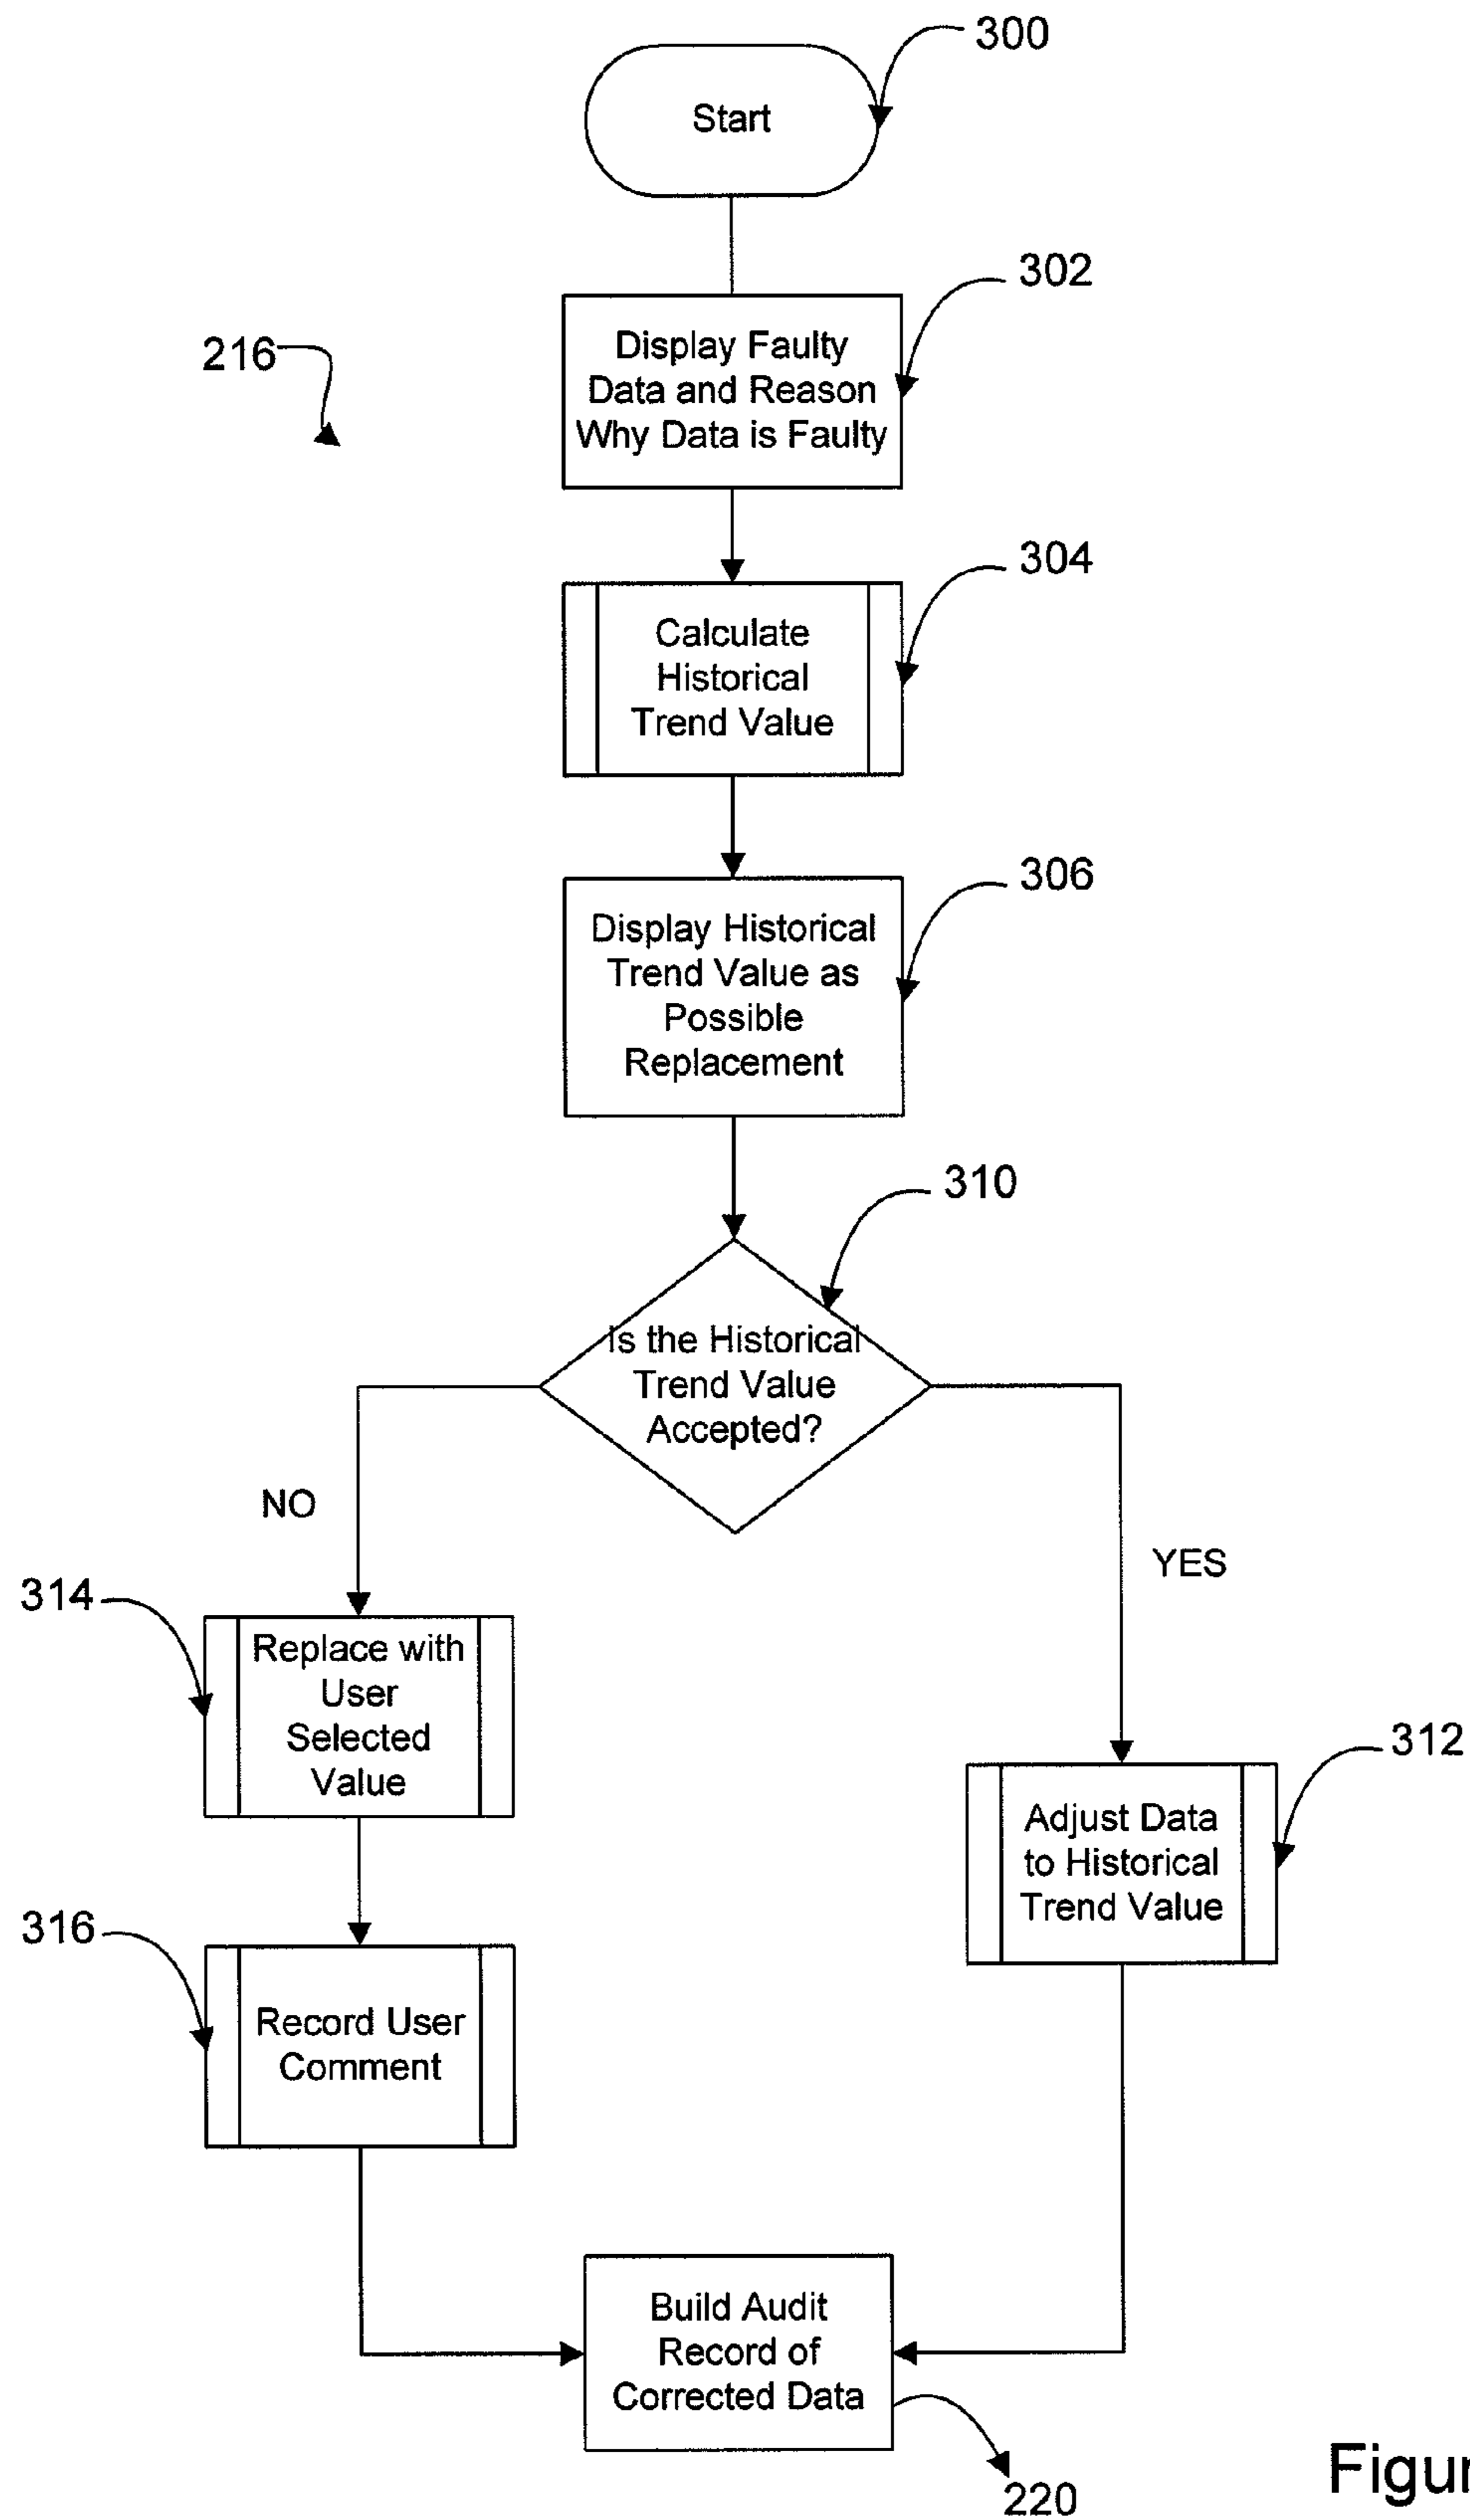 300
Start
302
216
Display Faulty
Data and Reason
Why Data is Faulty
304
Calculate
Historical
Trend Value
306
Display Historical
Trend Value as
Possible
Replacement
310
Is the Historical
Trend Value
Accepted?
NO
YES
314
Replace with
User
Selected
Value
312
Adjust Data
to Historical
Trend Value
316
Record User
Comment
Build Audit
Record of
Corrected Data
220